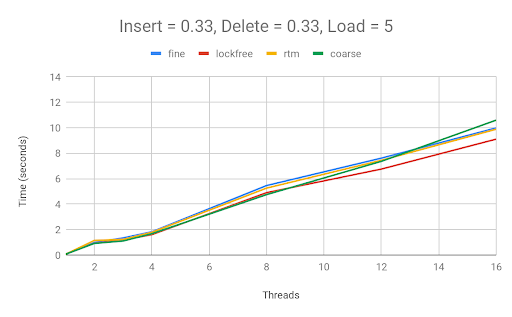 Insert = 0.33, Delete = 0.33, Load = 5
fine lockfree rtm coarse
14
12
10
8
6
4
2
0
Time (seconds)
2 4 6 8 10 12 14 16
Threads